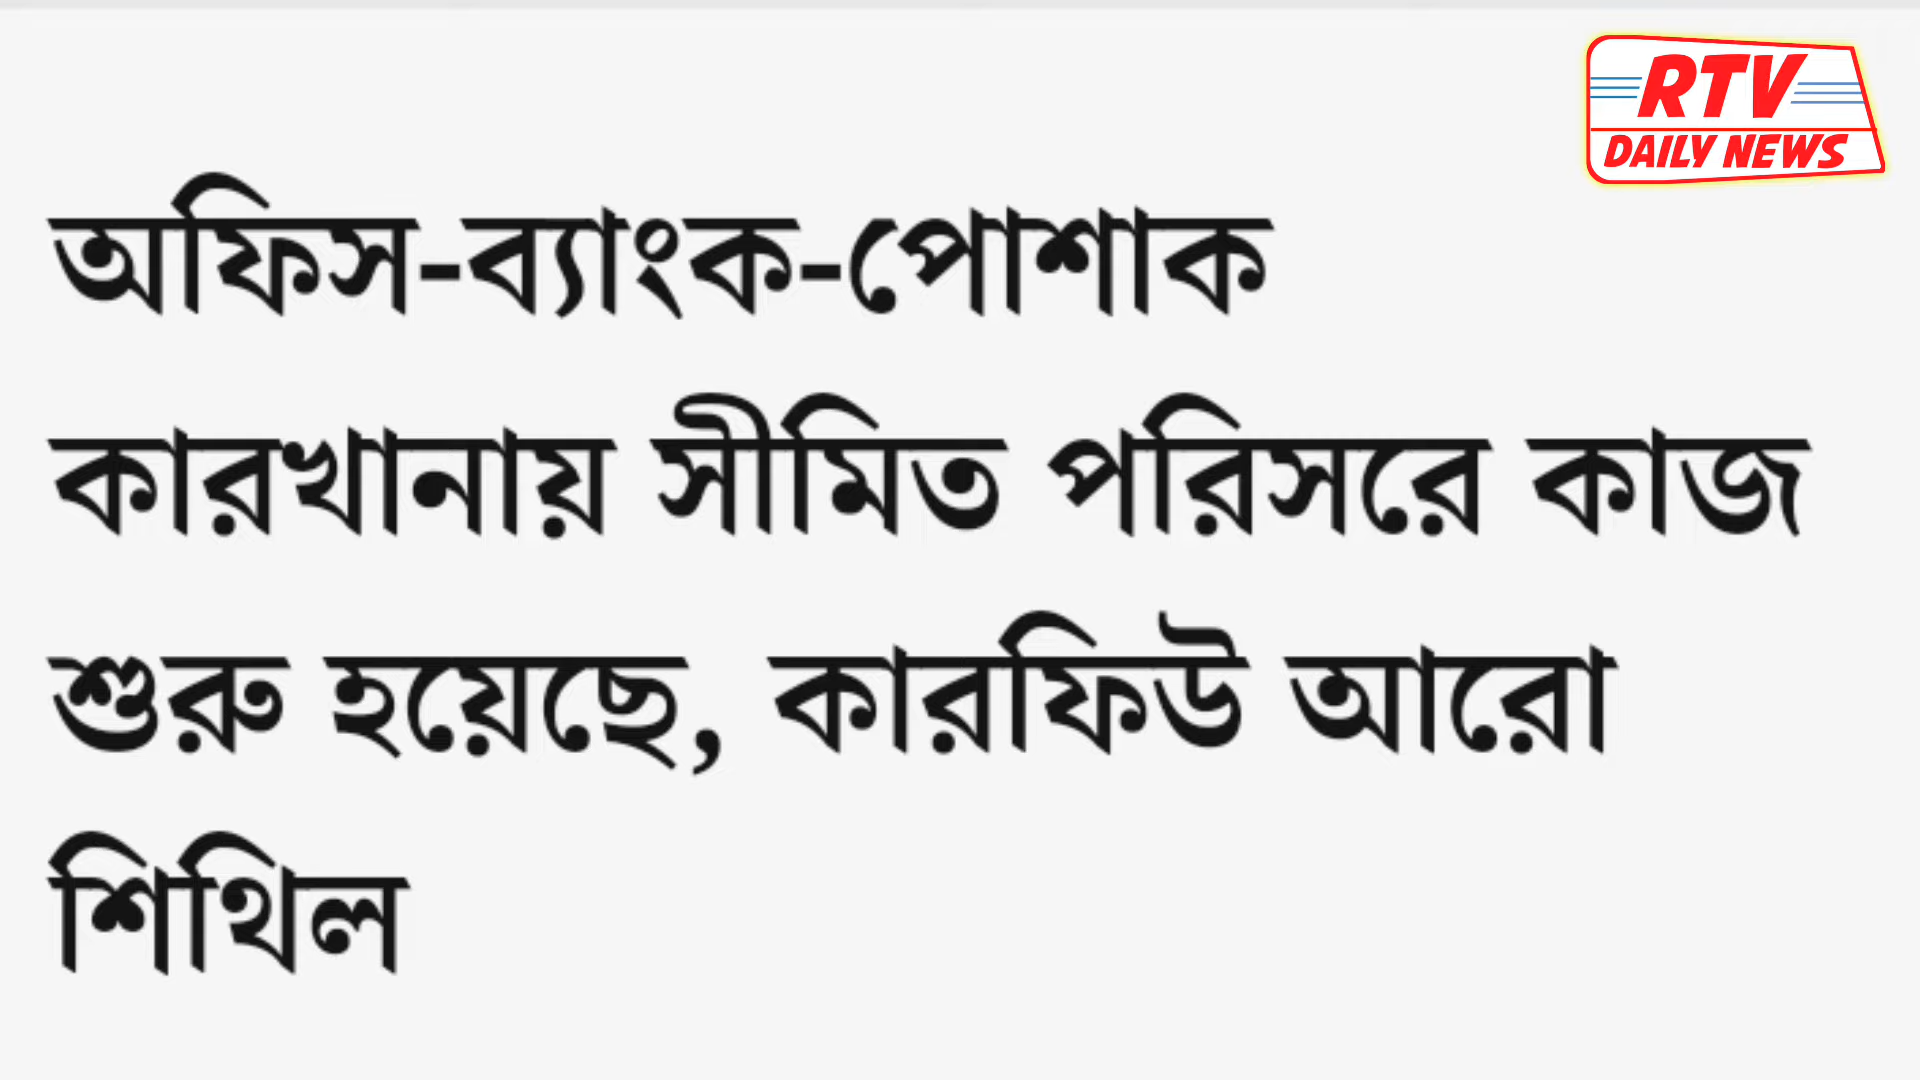 RTV
DAILY NEWS
অফিস-ব্যাংক-পোশাক
কারখানায় সীমিত পরিসরে কাজ
শুরু হয়েছে, কারফিউ আরো
শিথিল